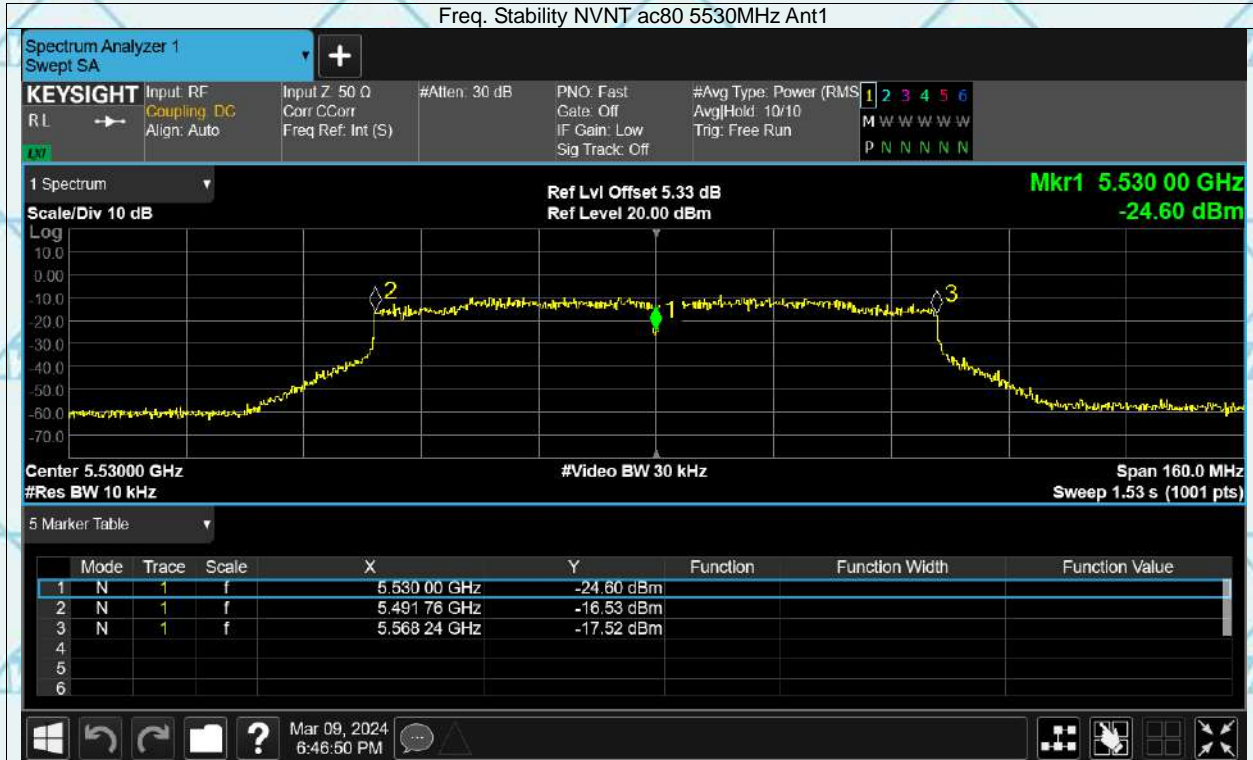 Freq. Stability NVNT ac80 5530MHz Ant1
Spectrum Analyzer 1
Swept SA
+
KEYSIGHT Input: RF Input Z: 50 Ω #Atten: 30 dB PNO: Fast #Avg Type: Power (RMS 1 2 3 4 5 6
RL Coupling: DC Corr CCorr Gate: Off Avg|Hold: 10/10 M W W W W W
Align: Auto Freq Ref: Int (S) IF Gain: Low Trig: Free Run P N N N N N
LXI Sig Track: Off
1 Spectrum Ref Lvl Offset 5.33 dB Mkr1 5.530 00 GHz
Scale/Div 10 dB Ref Level 20.00 dBm -24.60 dBm
Log
10.0
0.00
-10.0
-20.0
-30.0
-40.0
-50.0
-60.0
-70.0
2
1
3
Center 5.53000 GHz #Video BW 30 kHz Span 160.0 MHz
#Res BW 10 kHz Sweep 1.53 s (1001 pts)
5 Marker Table
Mode Trace Scale X Y Function Function Width Function Value
1 N 1 f 5.530 00 GHz -24.60 dBm
2 N 1 f 5.491 76 GHz -16.53 dBm
3 N 1 f 5.568 24 GHz -17.52 dBm
4
5
6
? Mar 09, 2024
6:46:50 PM